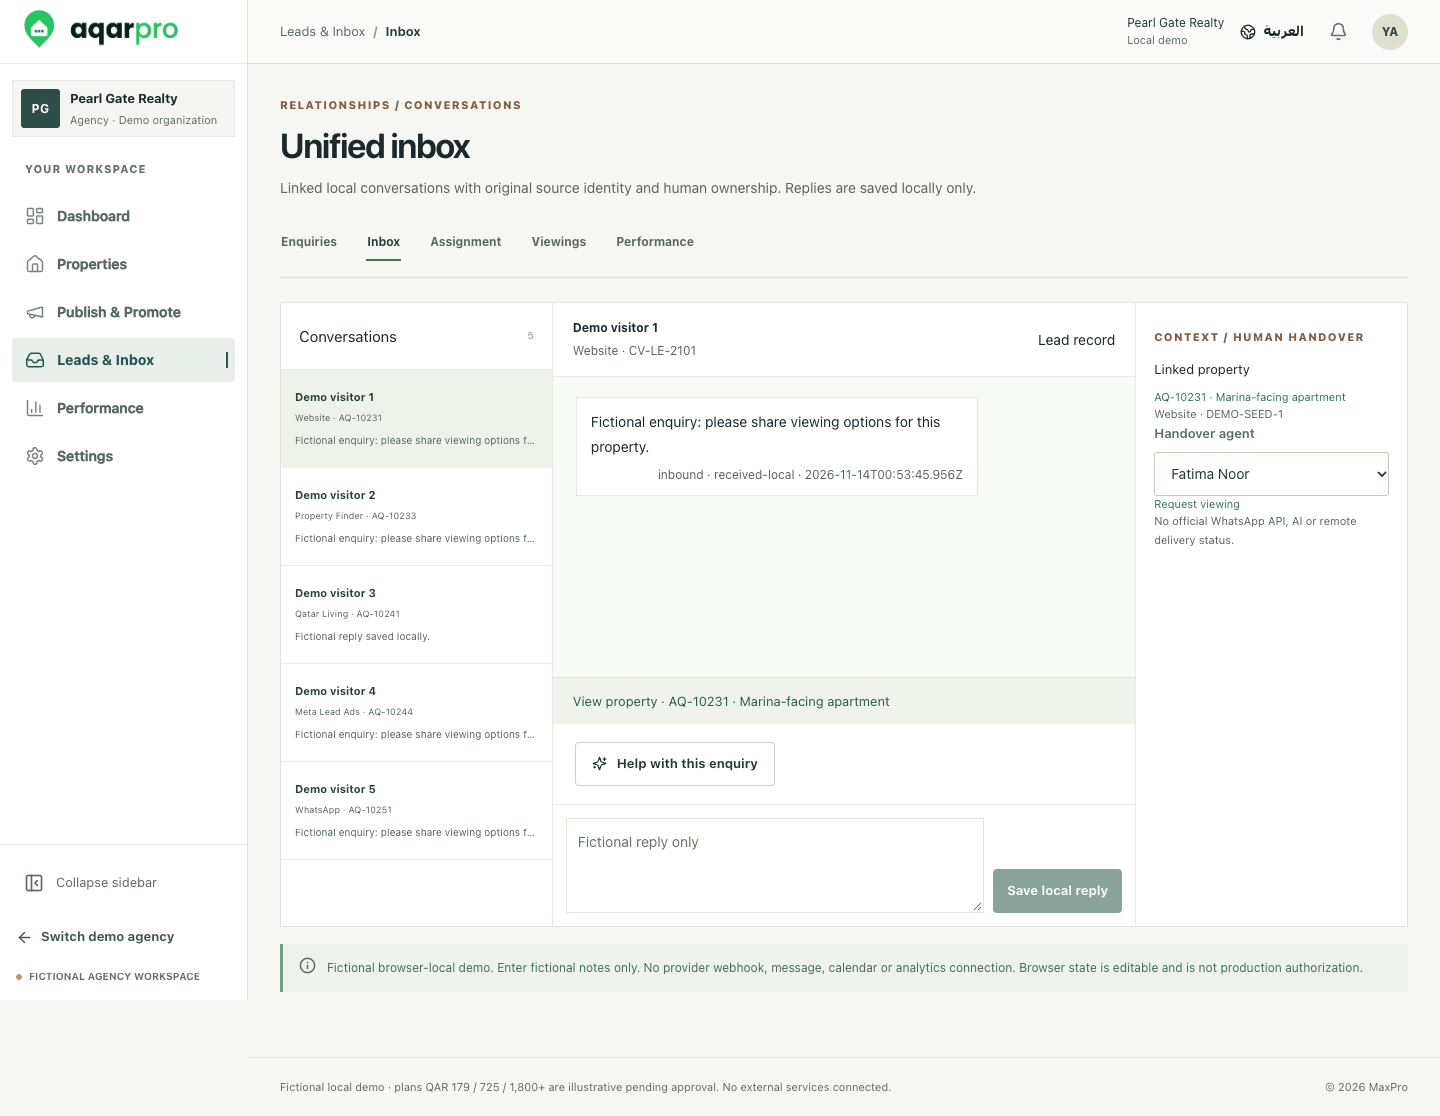 aqarpro
Leads & Inbox / Inbox
Pearl Gate Realty
Local demo
العربية
YA
PG
Pearl Gate Realty
Agency · Demo organization
YOUR WORKSPACE
Dashboard
Properties
Publish & Promote
Leads & Inbox
Performance
Settings
Collapse sidebar
Switch demo agency
FICTIONAL AGENCY WORKSPACE
RELATIONSHIPS / CONVERSATIONS
Unified inbox
Linked local conversations with original source identity and human ownership. Replies are saved locally only.
Enquiries
Inbox
Assignment
Viewings
Performance
Conversations
5
Demo visitor 1
Website · AQ-10231
Fictional enquiry: please share viewing options f...
Demo visitor 2
Property Finder · AQ-10233
Fictional enquiry: please share viewing options f...
Demo visitor 3
Qatar Living · AQ-10241
Fictional reply saved locally.
Demo visitor 4
Meta Lead Ads · AQ-10244
Fictional enquiry: please share viewing options f...
Demo visitor 5
WhatsApp · AQ-10251
Fictional enquiry: please share viewing options f...
Demo visitor 1
Website · CV-LE-2101
Lead record
Fictional enquiry: please share viewing options for this
property.
inbound · received-local · 2026-11-14T00:53:45.956Z
View property · AQ-10231 · Marina-facing apartment
Help with this enquiry
Fictional reply only
Save local reply
CONTEXT / HUMAN HANDOVER
Linked property
AQ-10231 · Marina-facing apartment
Website · DEMO-SEED-1
Handover agent
Fatima Noor
Request viewing
No official WhatsApp API, AI or remote
delivery status.
Fictional browser-local demo. Enter fictional notes only. No provider webhook, message, calendar or analytics connection. Browser state is editable and is not production authorization.
Fictional local demo · plans QAR 179 / 725 / 1,800+ are illustrative pending approval. No external services connected.
© 2026 MaxPro